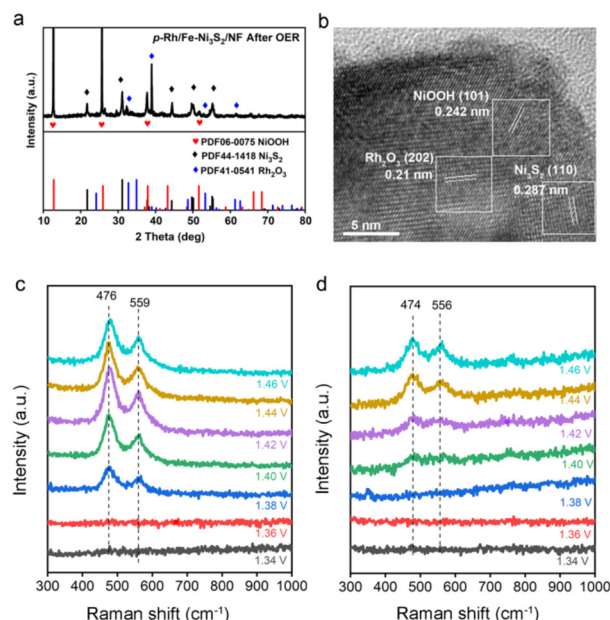 a
p-Rh/Fe-Ni₃S₂/NF After OER
Intensity (a.u.)
PDF06-0075 NiOOH
PDF44-1418 Ni₃S₂
PDF41-0541 Rh₂O₃
10 20 30 40 50 60 70 80
2 Theta (deg)
b
NiOOH (101)
0.242 nm
Rh₂O₃ (202)
0.21 nm
Ni₃S₂ (110)
0.287 nm
5 nm
c
476 559
1.46 V
1.44 V
1.42 V
1.40 V
1.38 V
1.36 V
1.34 V
Intensity (a.u.)
300 400 500 600 700 800 900 1000
Raman shift (cm⁻¹)
d
474 556
1.46 V
1.44 V
1.42 V
1.40 V
1.38 V
1.36 V
1.34 V
Intensity (a.u.)
300 400 500 600 700 800 900 1000
Raman shift (cm⁻¹)